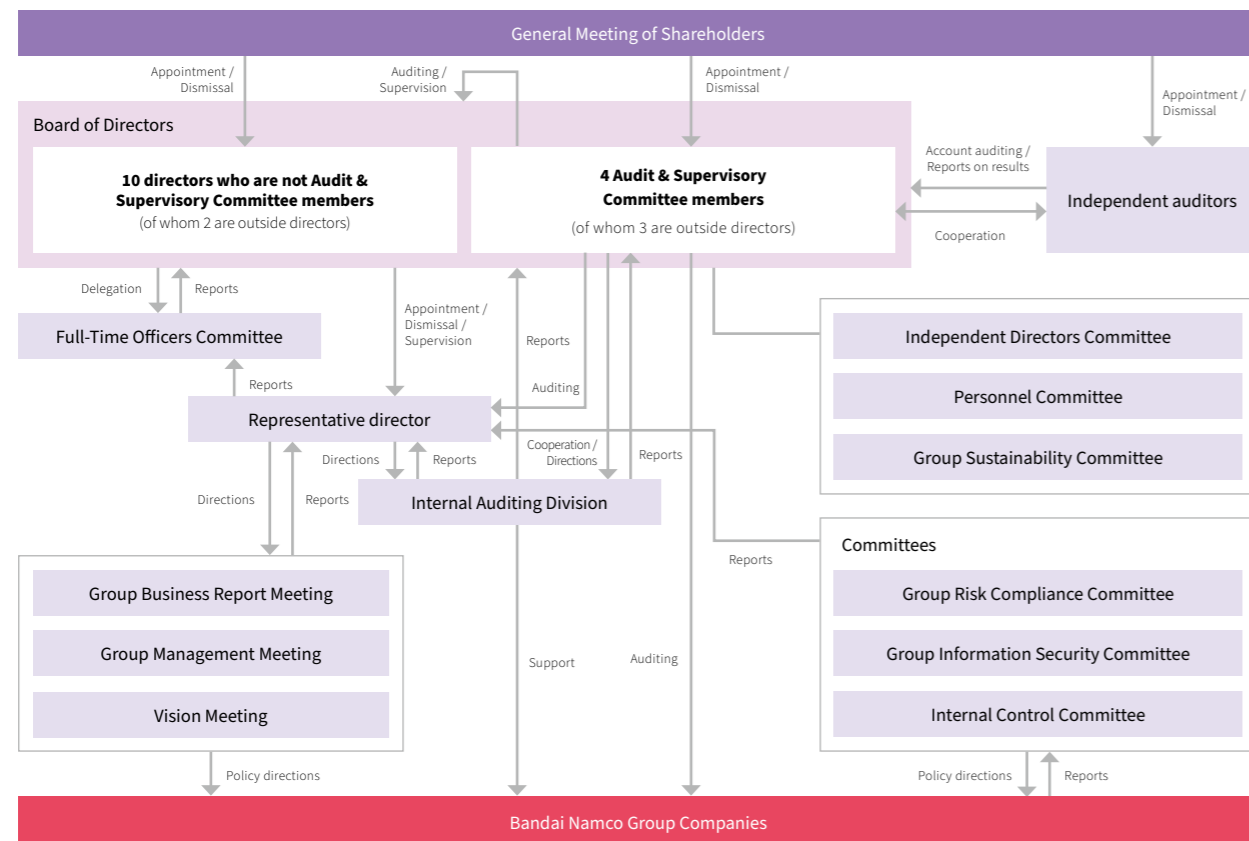 General Meeting of Shareholders
Appointment /
Dismissal
Auditing /
Supervision
Appointment /
Dismissal
Appointment /
Dismissal
Board of Directors
10 directors who are not Audit &
Supervisory Committee members
(of whom 2 are outside directors)
4 Audit & Supervisory
Committee members
(of whom 3 are outside directors)
Account auditing /
Reports on results
Cooperation
Independent auditors
Delegation
Reports
Full-Time Officers Committee
Appointment /
Dismissal /
Supervision
Reports
Reports
Auditing
Representative director
Directions
Reports
Cooperation /
Directions
Reports
Internal Auditing Division
Directions
Reports
Independent Directors Committee
Personnel Committee
Group Sustainability Committee
Reports
Committees
Group Risk Compliance Committee
Group Information Security Committee
Internal Control Committee
Group Business Report Meeting
Group Management Meeting
Vision Meeting
Support
Auditing
Policy directions
Policy directions
Reports
Bandai Namco Group Companies